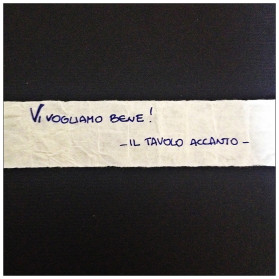 Vi VOGLIAMO BENE!
- IL TAVOLO ACCANTO -